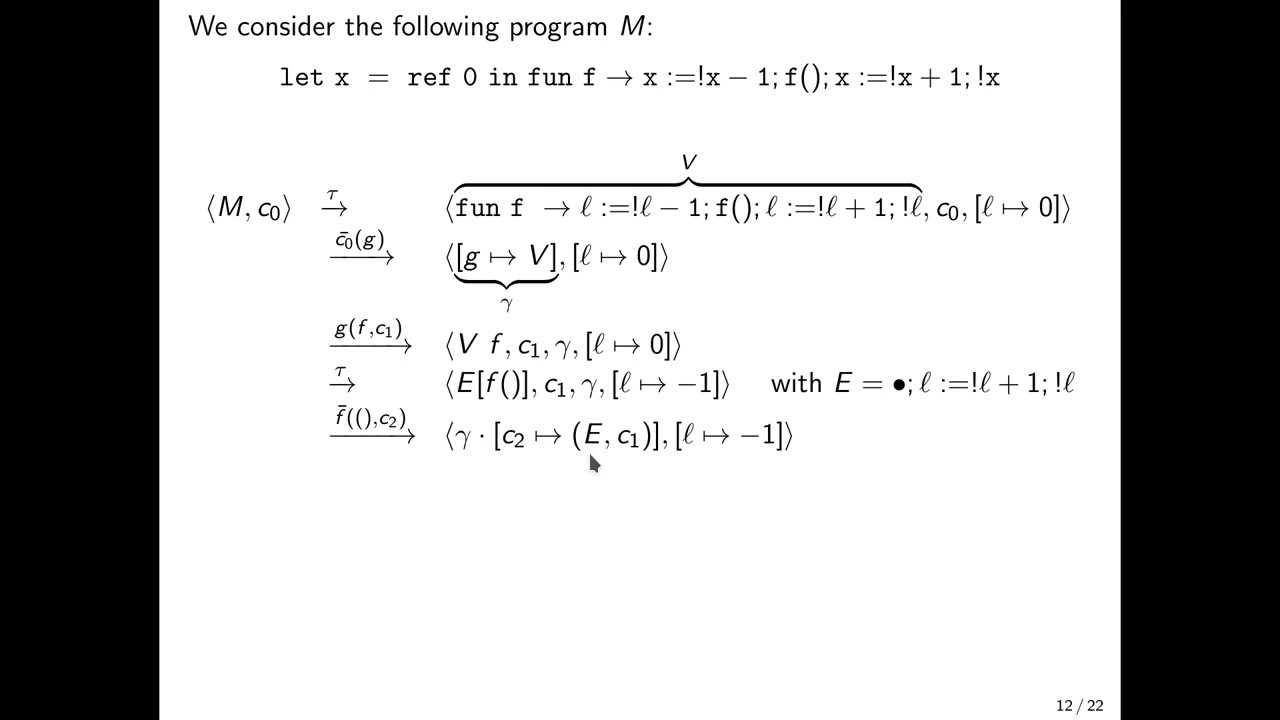 We consider the following program M:
let x = ref 0 in fun f → x :=!x − 1; f(); x :=!x + 1; !x
V
⟨M, c₀⟩ →^τ ⟨fun f → ℓ :=!ℓ − 1; f(); ℓ :=!ℓ + 1; !ℓ, c₀, [ℓ ↦ 0]⟩
→^{c̄₀(g)} ⟨[g ↦ V], [ℓ ↦ 0]⟩
γ
→^{g(f,c₁)} ⟨V f, c₁, γ, [ℓ ↦ 0]⟩
→^τ ⟨E[f()], c₁, γ, [ℓ ↦ −1]⟩ with E = •; ℓ :=!ℓ + 1; !ℓ
→^{f̄((),c₂)} ⟨γ · [c₂ ↦ (E, c₁)], [ℓ ↦ −1]⟩
12 / 22